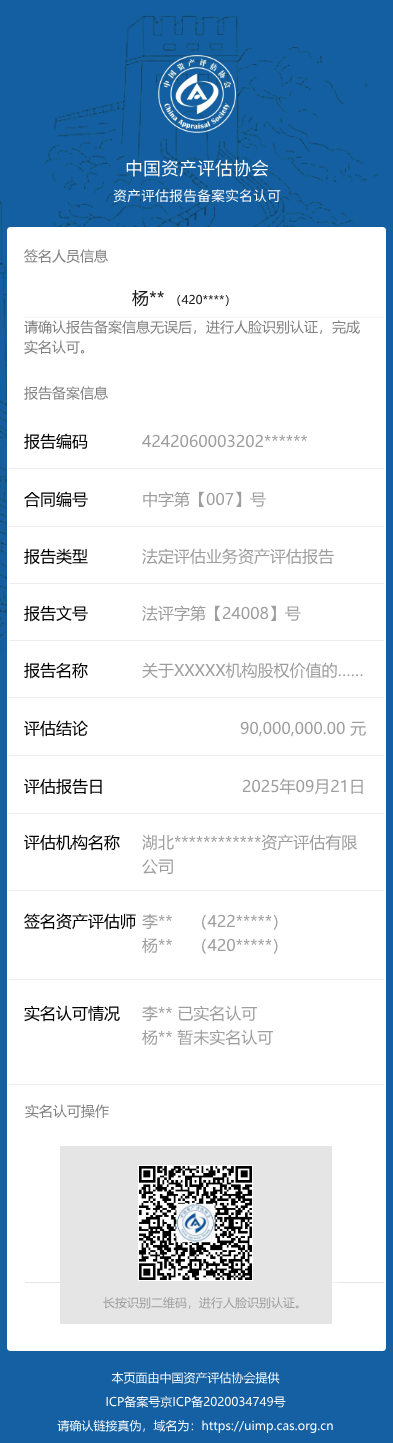 中国资产评估协会
China Appraisal Society
中国资产评估协会
资产评估报告备案实名认可
签名人员信息
杨** （420****）
请确认报告备案信息无误后，进行人脸识别认证，完成
实名认可。
报告备案信息
报告编码 4242060003202******
合同编号 中字第【007】号
报告类型 法定评估业务资产评估报告
报告文号 法评字第【24008】号
报告名称 关于XXXXX机构股权价值的......
评估结论 90,000,000.00 元
评估报告日 2025年09月21日
评估机构名称 湖北************资产评估有限
公司
签名资产评估师 李** （422*****）
杨** （420*****）
实名认可情况 李** 已实名认可
杨** 暂未实名认可
实名认可操作
长按识别二维码，进行人脸识别认证。
本页面由中国资产评估协会提供
ICP备案号京ICP备2020034749号
请确认链接真伪，域名为：https://uimp.cas.org.cn